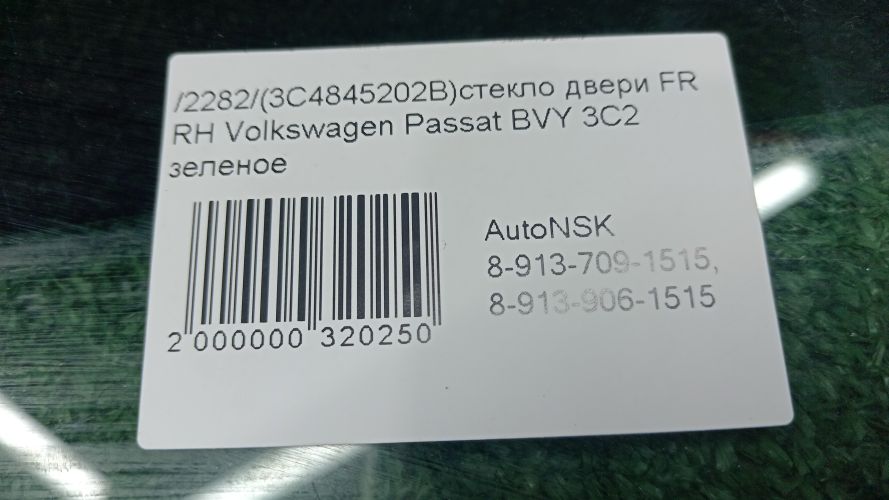 /2282/(3C4845202B)стекло двери FR
RH Volkswagen Passat BVY 3C2
зеленое
AutoNSK
8-913-709-1515,
8-913-906-1515
2 000000 320250